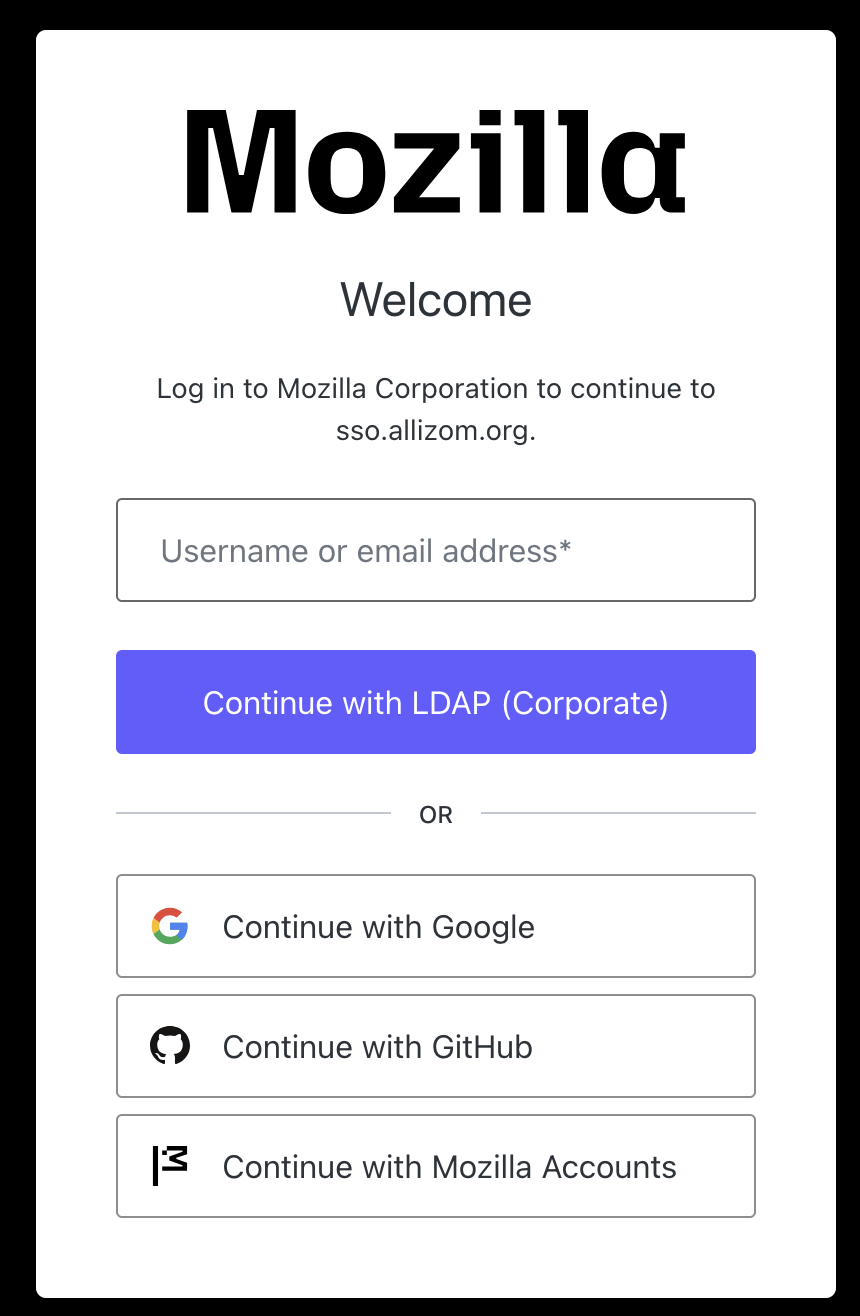 Mozilla
Welcome
Log in to Mozilla Corporation to continue to
sso.allizom.org.
Username or email address*
Continue with LDAP (Corporate)
OR
Continue with Google
Continue with GitHub
Continue with Mozilla Accounts